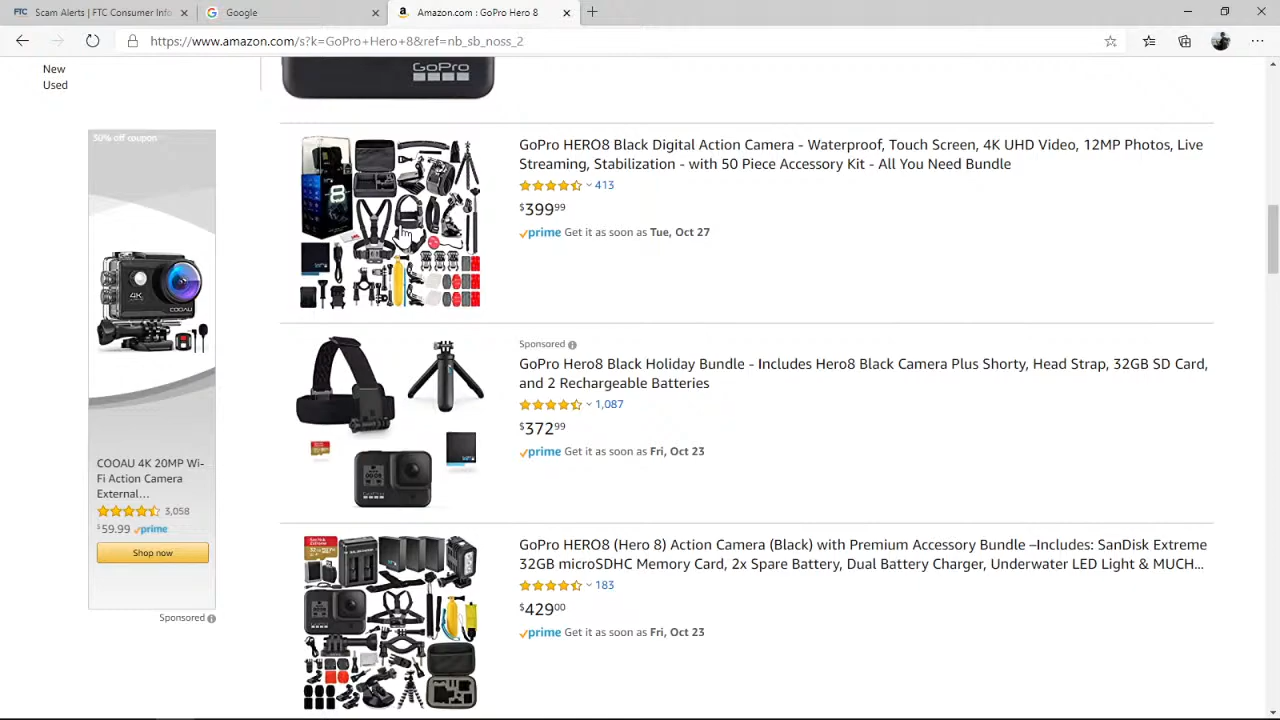 FTC Scam Alerts | FTC Consumer Info
Google
Amazon.com : GoPro Hero 8
https://www.amazon.com/s?k=GoPro+Hero+8&ref=nb_sb_noss_2
New
Used
GoPro
30% off coupon
4K
COOAU
COOAU 4K 20MP Wi-
Fi Action Camera
External...
3,058
$59.99 prime
Shop now
Sponsored
8
GoPro HERO8 Black Digital Action Camera - Waterproof, Touch Screen, 4K UHD Video, 12MP Photos, Live
Streaming, Stabilization - with 50 Piece Accessory Kit - All You Need Bundle
413
$399 99
prime Get it as soon as Tue, Oct 27
Sponsored
GoPro Hero8 Black Holiday Bundle - Includes Hero8 Black Camera Plus Shorty, Head Strap, 32GB SD Card,
and 2 Rechargeable Batteries
1,087
$372 99
prime Get it as soon as Fri, Oct 23
GoPro HERO8 (Hero 8) Action Camera (Black) with Premium Accessory Bundle –Includes: SanDisk Extreme
32GB microSDHC Memory Card, 2x Spare Battery, Dual Battery Charger, Underwater LED Light & MUCH...
183
$429 00
prime Get it as soon as Fri, Oct 23